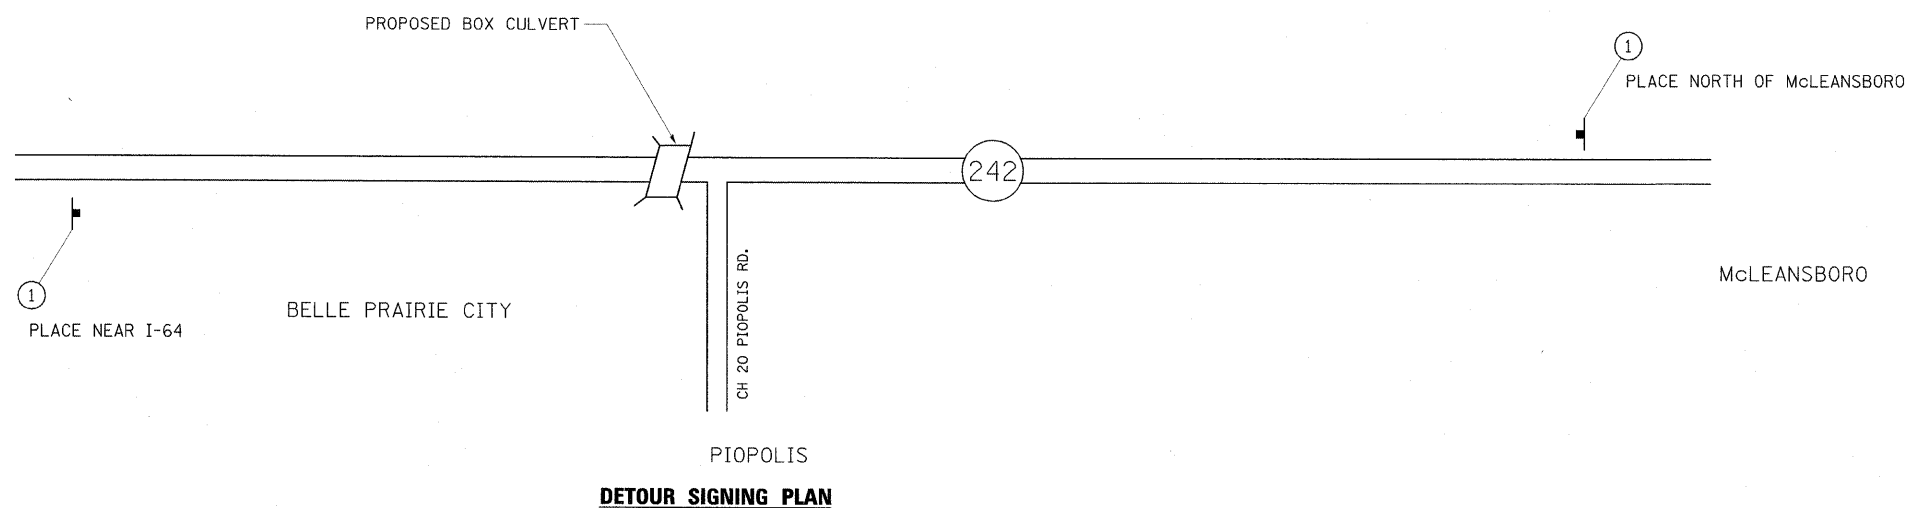 PROPOSED BOX CULVERT
1
PLACE NORTH OF McLEANSBORO
242
1
PLACE NEAR I-64
BELLE PRAIRIE CITY
CH 20 PIOPOLIS RD.
McLEANSBORO
PIOPOLIS
DETOUR SIGNING PLAN